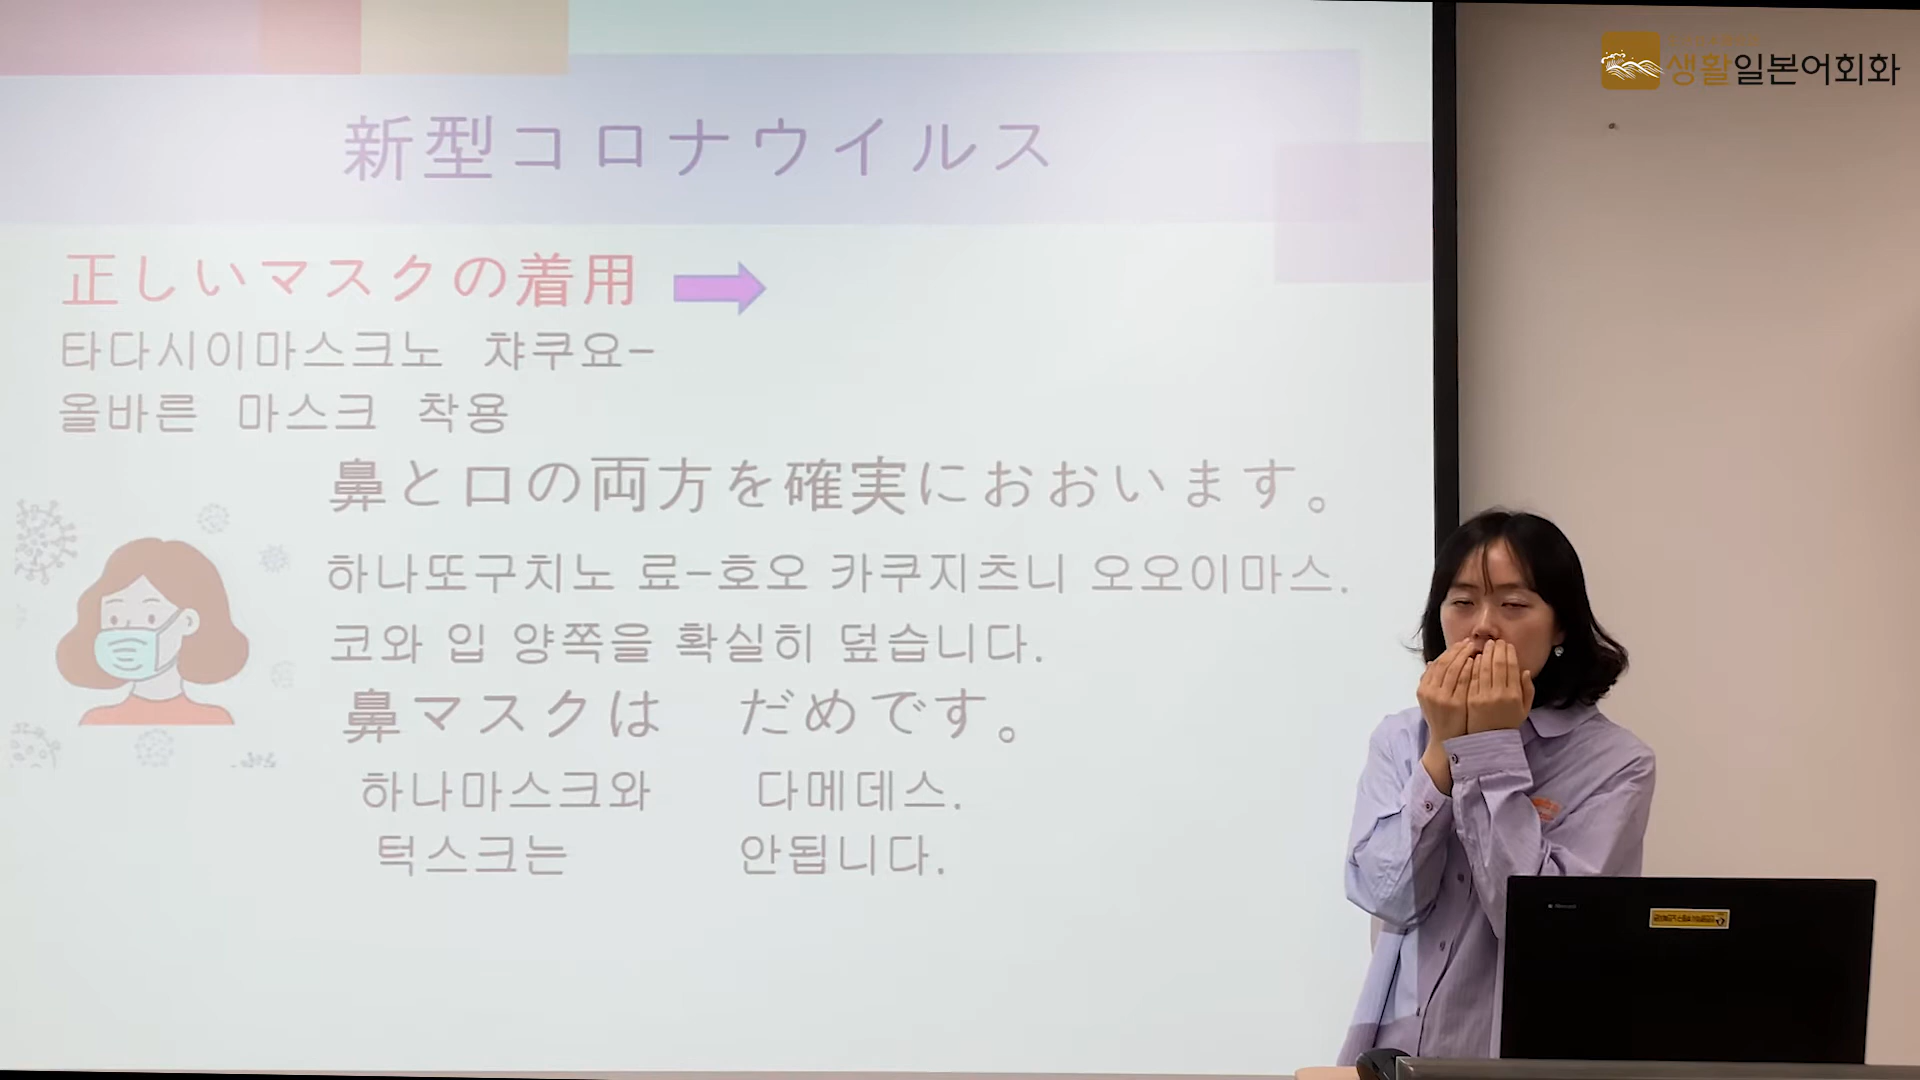 생활일본어회화
新型コロナウイルス
正しいマスクの着用
타다시이마스크노 챠쿠요-
올바른 마스크 착용
鼻と口の両方を確実におおいます。
하나또구치노 료-호오 카쿠지츠니 오오이마스.
코와 입 양쪽을 확실히 덮습니다.
鼻マスクは だめです。
하나마스크와 다메데스.
턱스크는 안됩니다.